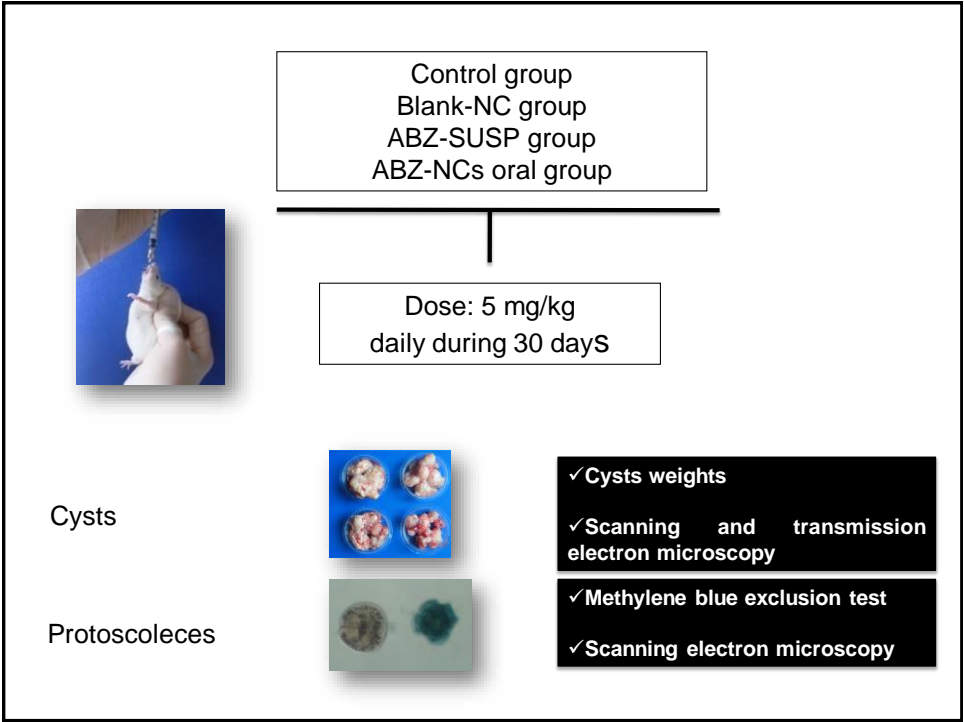 Control group
Blank-NC group
ABZ-SUSP group
ABZ-NCs oral group
Dose: 5 mg/kg
daily during 30 days
Cysts
✓Cysts weights
✓Scanning and transmission
electron microscopy
Protoscoleces
✓Methylene blue exclusion test
✓Scanning electron microscopy